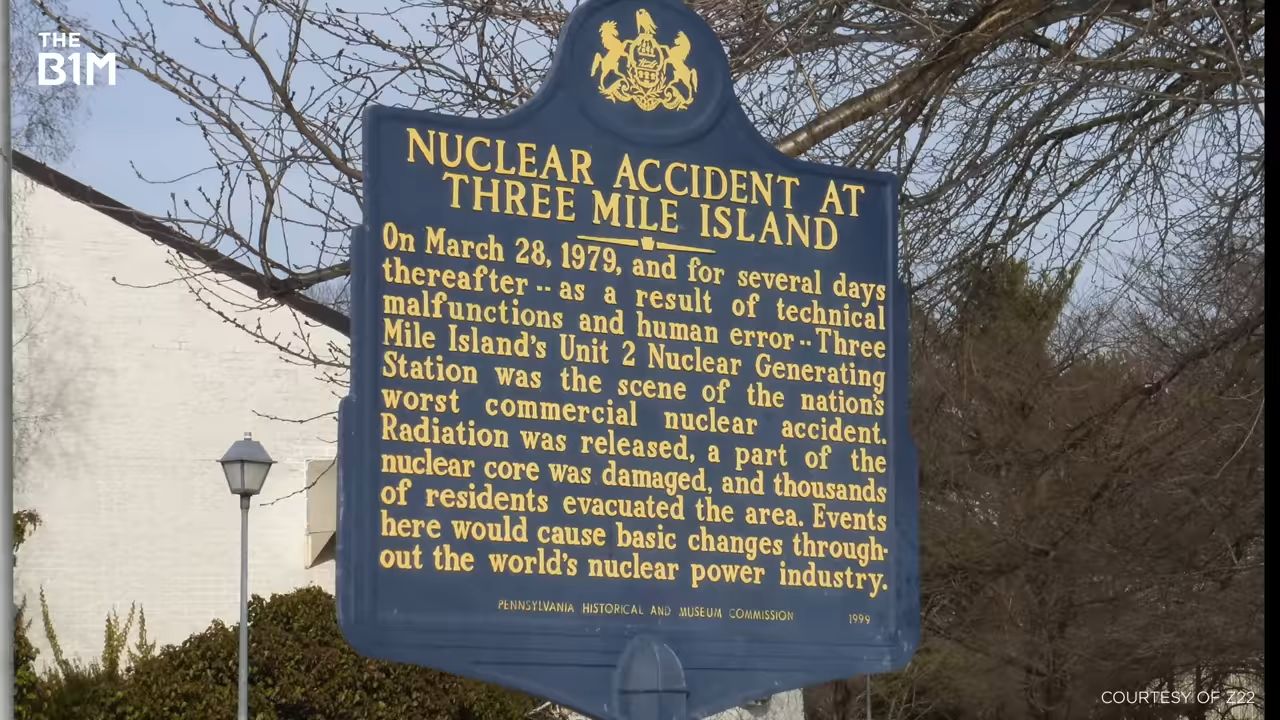 THE
B1M
NUCLEAR ACCIDENT AT
THREE MILE ISLAND
On March 28, 1979, and for several days
thereafter -- as a result of technical
malfunctions and human error -- Three
Mile Island's Unit 2 Nuclear Generating
Station was the scene of the nation's
worst commercial nuclear accident.
Radiation was released, a part of the
nuclear core was damaged, and thousands
of residents evacuated the area. Events
here would cause basic changes through-
out the world's nuclear power industry.
PENNSYLVANIA HISTORICAL AND MUSEUM COMMISSION 1999
COURTESY OF Z22